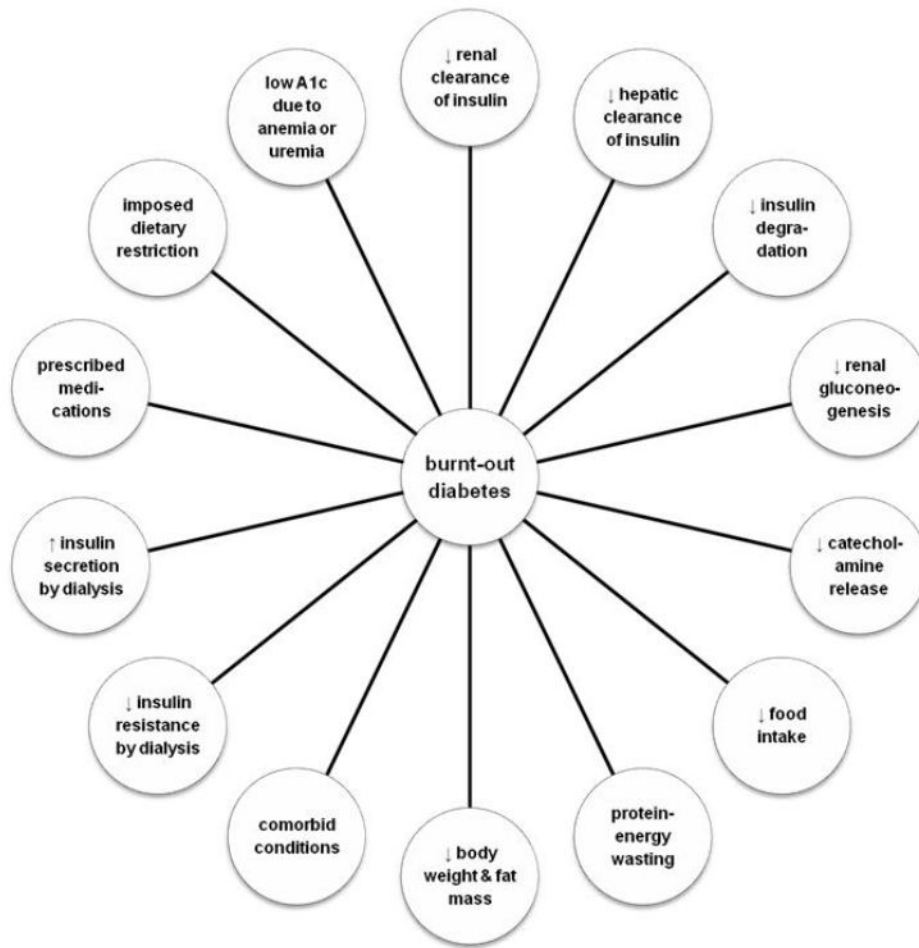 ↓ renal
clearance
of insulin
↓ hepatic
clearance
of insulin
↓ insulin
degra-
dation
↓ renal
gluconeo-
genesis
↓ catechol-
amine
release
↓ food
intake
protein-
energy
wasting
↓ body
weight & fat
mass
comorbid
conditions
↓ insulin
resistance
by dialysis
↑ insulin
secretion
by dialysis
prescribed
medi-
cations
imposed
dietary
restriction
low A1c
due to
anemia or
uremia
burnt-out
diabetes